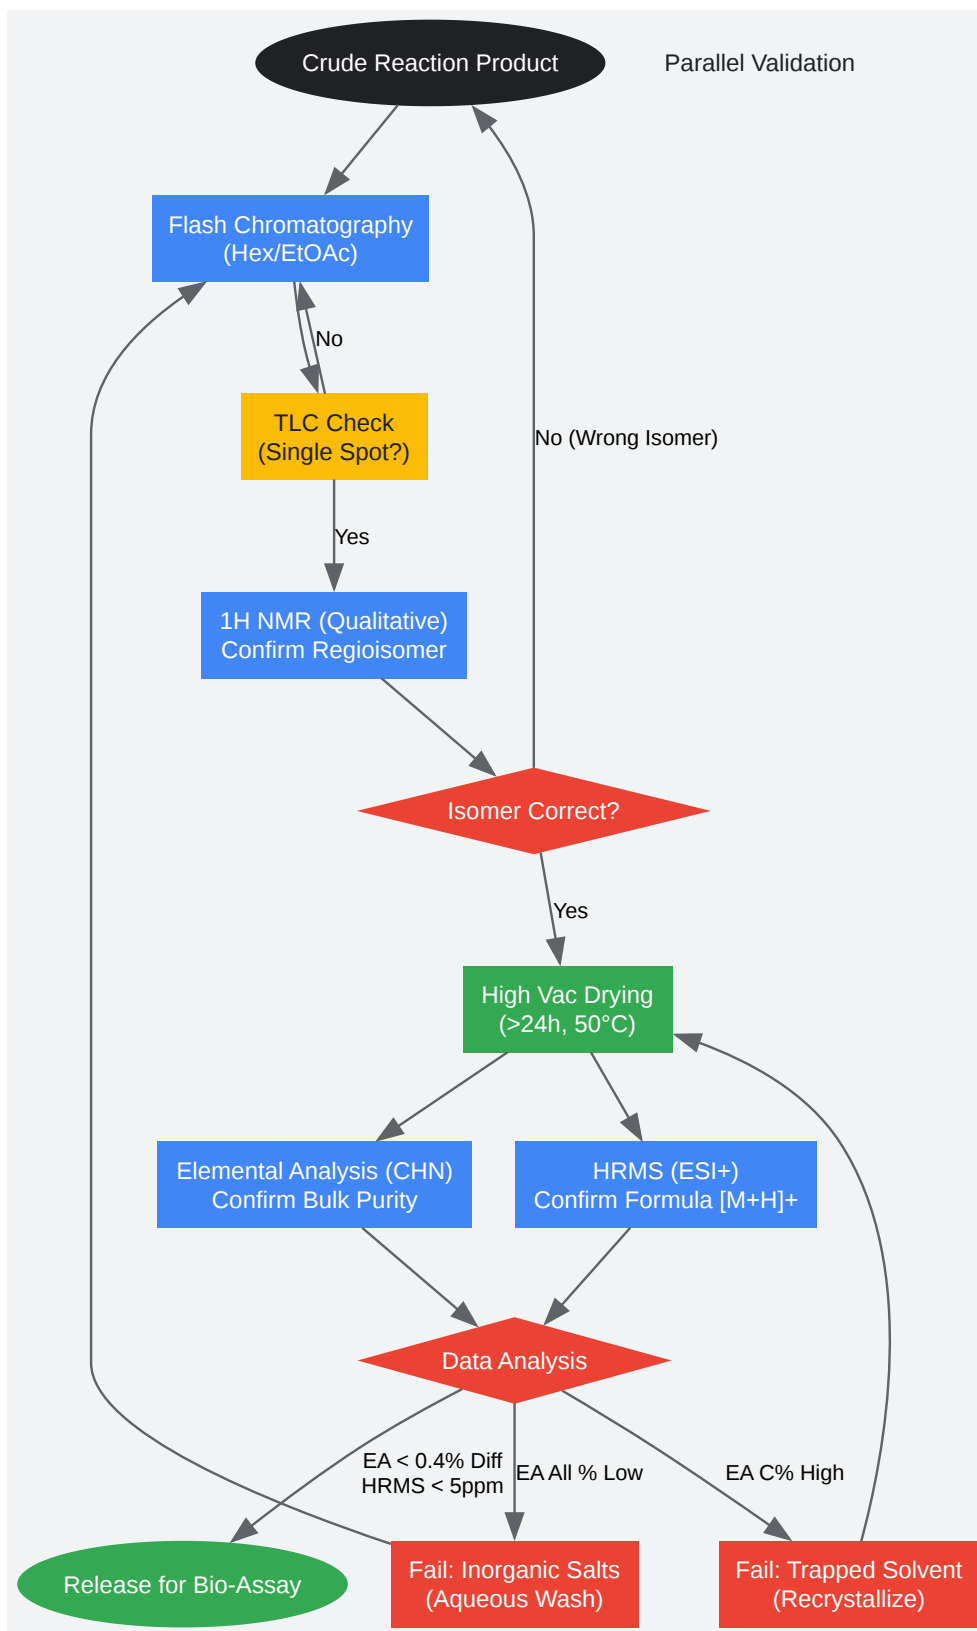 Crude Reaction Product
Parallel Validation
Flash Chromatography
(Hex/EtOAc)
No
TLC Check
(Single Spot?)
No (Wrong Isomer)
Yes
1H NMR (Qualitative)
Confirm Regioisomer
Isomer Correct?
Yes
High Vac Drying
(>24h, 50°C)
Elemental Analysis (CHN)
Confirm Bulk Purity
HRMS (ESI+)
Confirm Formula [M+H]+
Data Analysis
EA < 0.4% Diff
HRMS < 5ppm
EA All % Low
EA C% High
Release for Bio-Assay
Fail: Inorganic Salts
(Aqueous Wash)
Fail: Trapped Solvent
(Recrystallize)